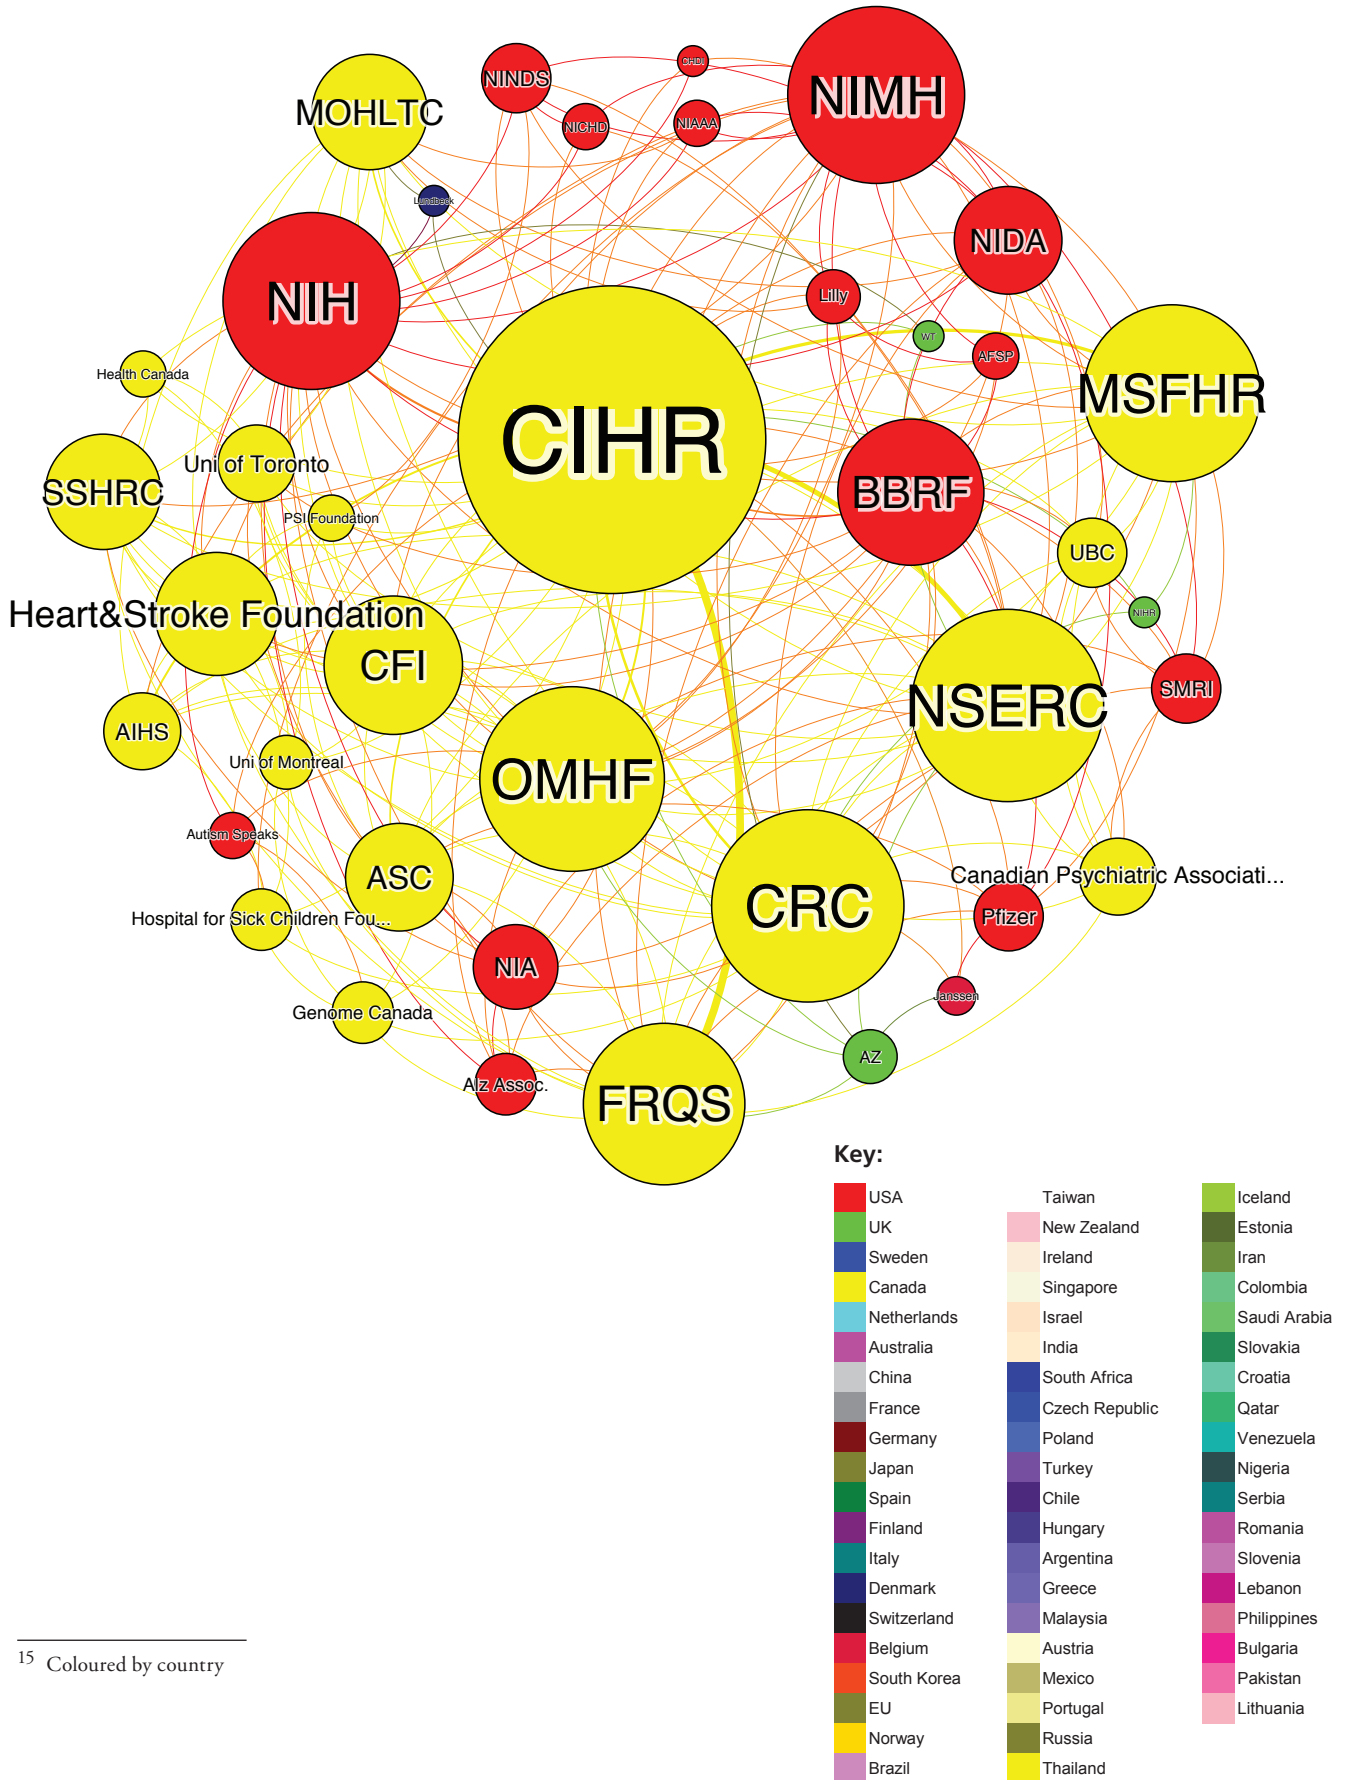 NIMH
NINDS
CHDI
MOHLTC
NICHD
NIAAA
Lundbeck
NIDA
NIH
Lilly
WT
AFSP
Health Canada
MSFHR
CIHR
Uni of Toronto
SSHRC
BBRF
PSI Foundation
UBC
Heart&Stroke Foundation
NIHR
CFI
SMRI
NSERC
AIHS
Uni of Montreal
OMHF
Autism Speaks
ASC
Canadian Psychiatric Associati...
CRC
Pfizer
Hospital for Sick Children Fou...
NIA
Janssen
Genome Canada
AZ
Alz Assoc.
FRQS
Key:
USA
UK
Sweden
Canada
Netherlands
Australia
China
France
Germany
Japan
Spain
Finland
Italy
Denmark
Switzerland
Belgium
South Korea
EU
Norway
Brazil
Taiwan
New Zealand
Ireland
Singapore
Israel
India
South Africa
Czech Republic
Poland
Turkey
Chile
Hungary
Argentina
Greece
Malaysia
Austria
Mexico
Portugal
Russia
Thailand
Iceland
Estonia
Iran
Colombia
Saudi Arabia
Slovakia
Croatia
Qatar
Venezuela
Nigeria
Serbia
Romania
Slovenia
Lebanon
Philippines
Bulgaria
Pakistan
Lithuania
15 Coloured by country